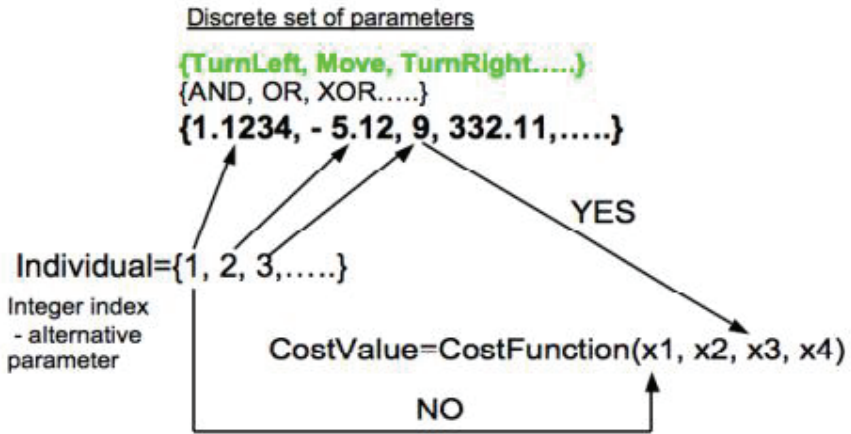 Discrete set of parameters
{TurnLeft, Move, TurnRight.....}
{AND, OR, XOR.....}
{1.1234, - 5.12, 9, 332.11,.....}
YES
Individual={1, 2, 3,.....}
Integer index
- alternative
parameter
CostValue=CostFunction(x1, x2, x3, x4)
NO